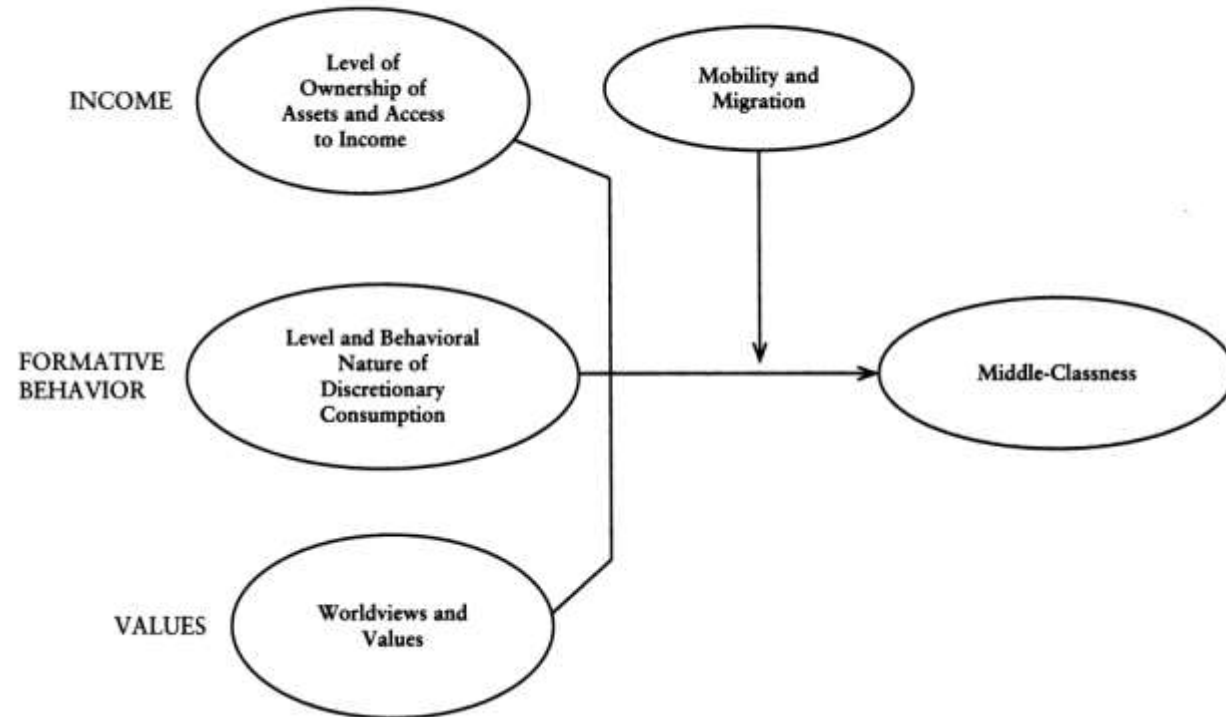 INCOME
Level of
Ownership of
Assets and Access
to Income
Mobility and
Migration
FORMATIVE
BEHAVIOR
Level and Behavioral
Nature of
Discretionary
Consumption
Middle-Classness
VALUES
Worldviews and
Values